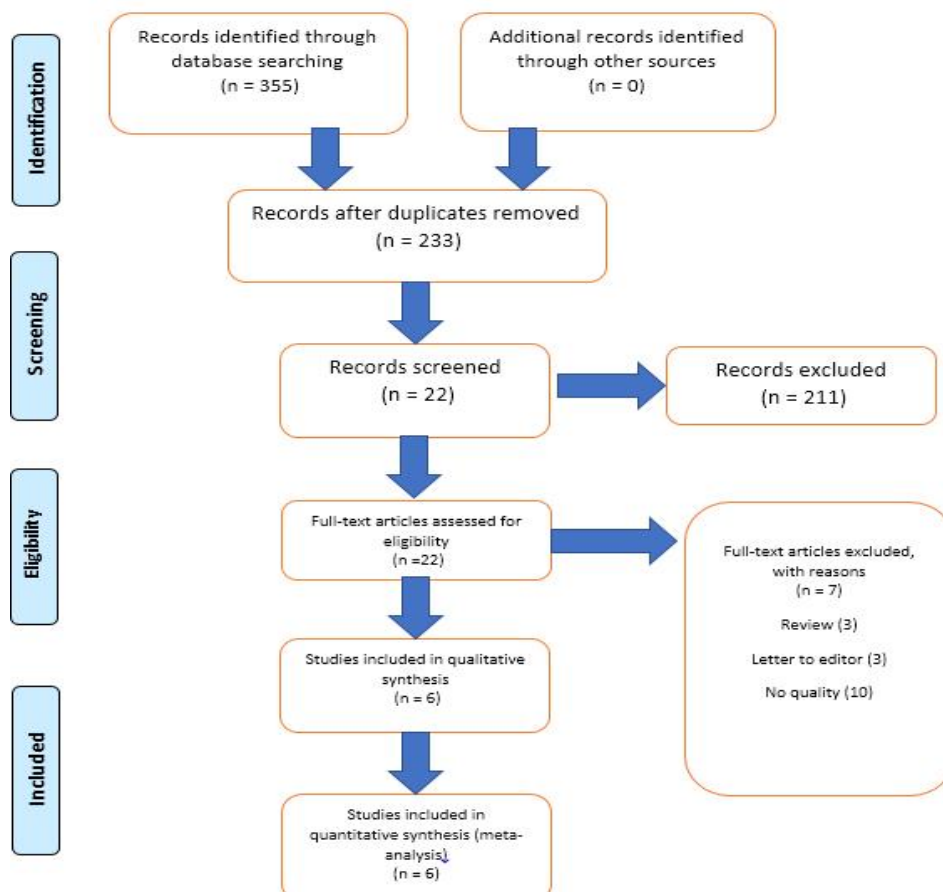 Identification
Records identified through
database searching
(n = 355)
Additional records identified
through other sources
(n = 0)
Records after duplicates removed
(n = 233)
Screening
Records screened
(n = 22)
Records excluded
(n = 211)
Eligibility
Full-text articles assessed for
eligibility
(n =22)
Full-text articles excluded,
with reasons
(n = 7)
Review (3)
Letter to editor (3)
No quality (10)
Included
Studies included in qualitative
synthesis
(n = 6)
Studies included in
quantitative synthesis (meta-
analysis)
(n = 6)